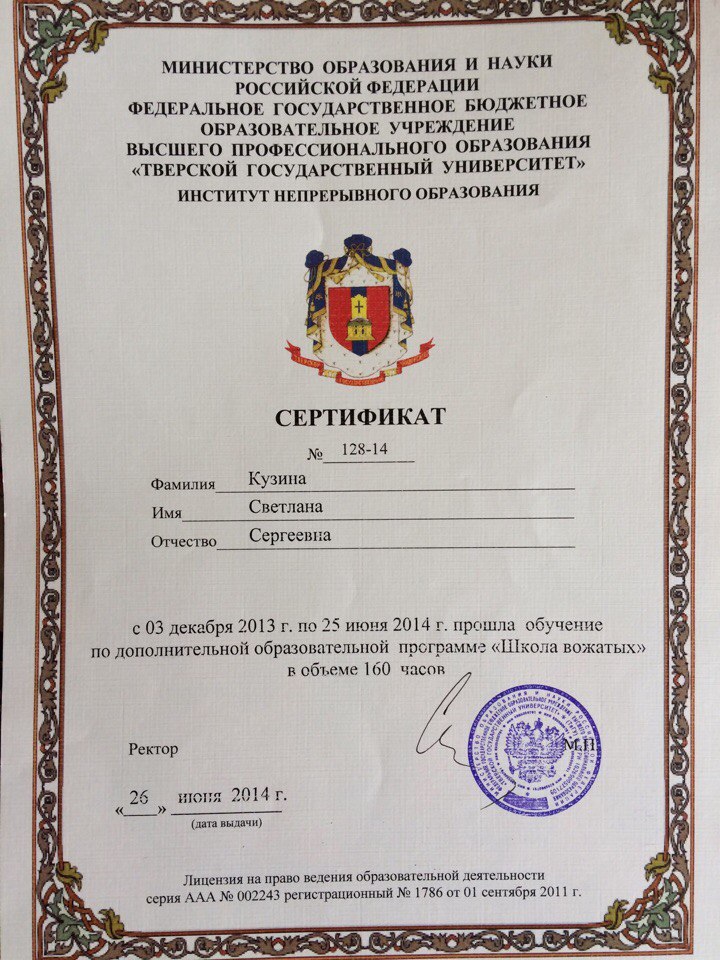 МИНИСТЕРСТВО ОБРАЗОВАНИЯ И НАУКИ
РОССИЙСКОЙ ФЕДЕРАЦИИ
ФЕДЕРАЛЬНОЕ ГОСУДАРСТВЕННОЕ БЮДЖЕТНОЕ
ОБРАЗОВАТЕЛЬНОЕ УЧРЕЖДЕНИЕ
ВЫСШЕГО ПРОФЕССИОНАЛЬНОГО ОБРАЗОВАНИЯ
«ТВЕРСКОЙ ГОСУДАРСТВЕННЫЙ УНИВЕРСИТЕТ»
ИНСТИТУТ НЕПРЕРЫВНОГО ОБРАЗОВАНИЯ
СЕРТИФИКАТ
№ 128-14
Фамилия Кузина
Имя Светлана
Отчество Сергеевна
с 03 декабря 2013 г. по 25 июня 2014 г. прошла обучение
по дополнительной образовательной программе «Школа вожатых»
в объеме 160 часов
Ректор
М.П.
«26» июня 2014 г.
(дата выдачи)
Лицензия на право ведения образовательной деятельности
серия ААА № 002243 регистрационный № 1786 от 01 сентября 2011 г.